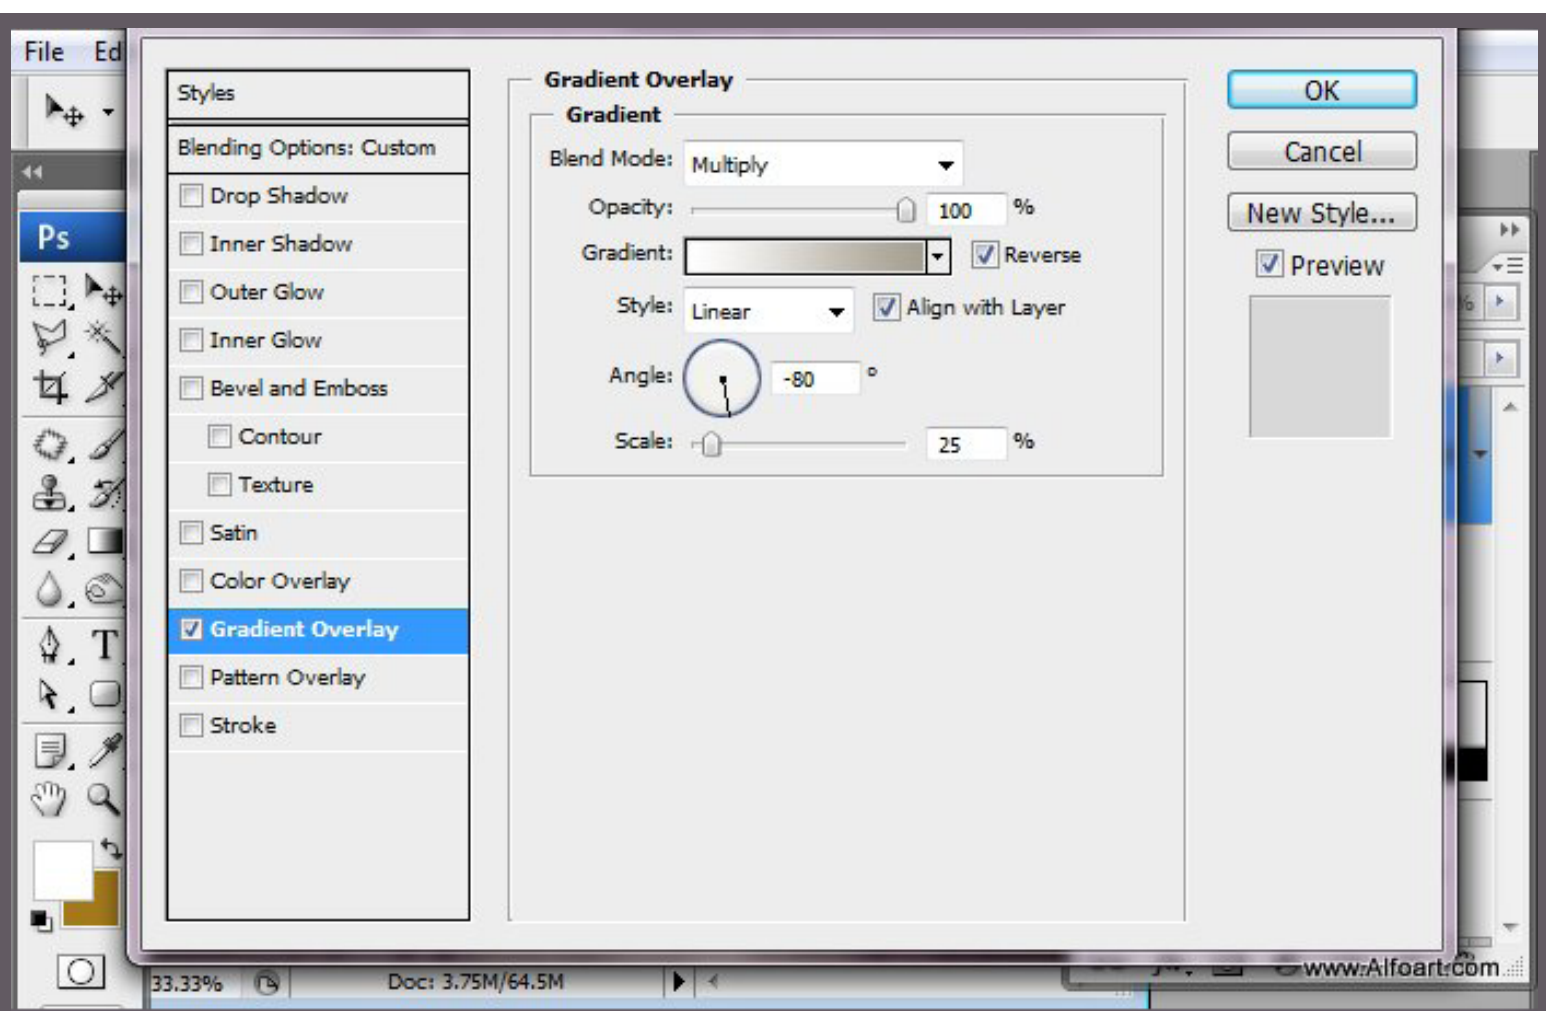 File Ed
Styles
Blending Options: Custom
Drop Shadow
Inner Shadow
Outer Glow
Inner Glow
Bevel and Emboss
Contour
Texture
Satin
Color Overlay
Gradient Overlay
Pattern Overlay
Stroke
Gradient Overlay
Gradient
Blend Mode: Multiply
Opacity: 100 %
Gradient: Reverse
Style: Linear Align with Layer
Angle: -80 °
Scale: 25 %
OK
Cancel
New Style...
Preview
Ps
T
%
33.33% Doc: 3.75M/64.5M
www.Alfoart.com